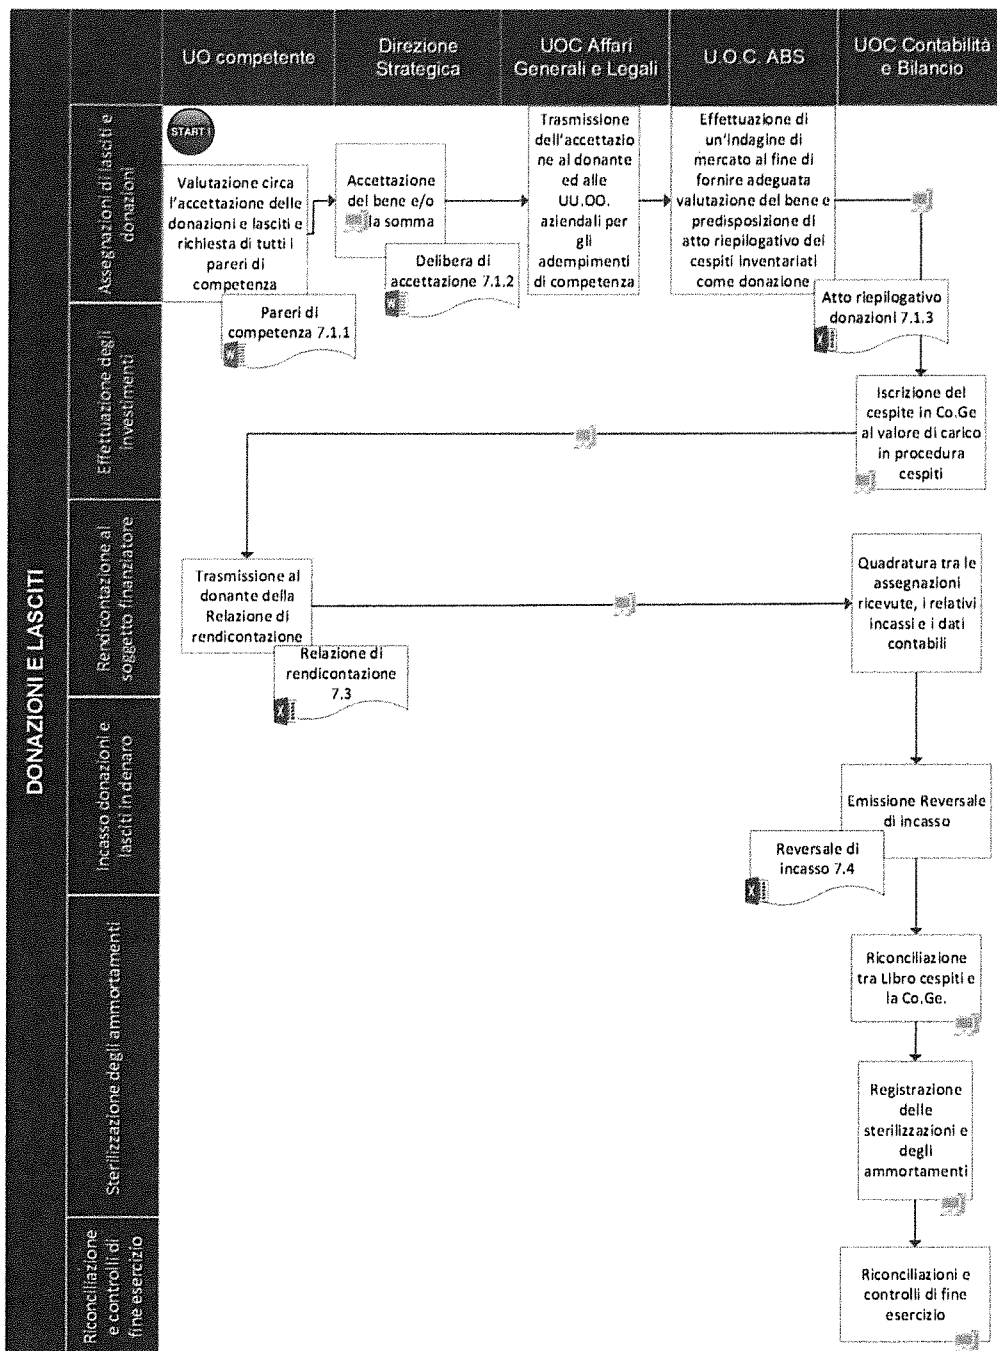 UO competente
Direzione
Strategica
UOC Affari
Generali e Legali
U.O.C. ABS
UOC Contabilità
e Bilancio
DONAZIONI E LASCITI
Assegnazioni di lasciti e
donazioni
START 1
Valutazione circa
l'accettazione delle
donazioni e lasciti e
richiesta di tutti i
pareri di
competenza
Pareri di
competenza 7.1.1
W
Accettazione
del bene e/o
la somma
Delibera di
accettazione 7.1.2
W
Trasmissione
dell'accettazio
ne al donante
ed alle
UU.OO.
aziendali per
gli
adempimenti
di competenza
Effettuazione di
un'indagine di
mercato al fine di
fornire adeguata
valutazione del bene e
predisposizione di
atto riepilogativo dei
cespiti inventariati
come donazione
Atto riepilogativo
donazioni 7.1.3
X
Effettuazione degli
investimenti
Iscrizione del
cespite in Co.Ge
al valore di carico
in procedura
cespiti
Rendicontazione al
soggetto finanziatore
Trasmissione al
donante della
Relazione di
rendicontazione
Relazione di
rendicontazione
7.3
X
Quadratura tra le
assegnazioni
ricevute, i relativi
incassi e i dati
contabili
Incasso donazioni e
lasciti in denaro
Emissione Reversale
di incasso
Reversale di
incasso 7.4
X
Sterilizzazione degli ammortamenti
Riconciliazione
tra Libro cespiti e
la Co.Ge.
Registrazione
delle
sterilizzazioni e
degli
ammortamenti
Riconciliazione
e controlli di
fine esercizio
Riconciliazioni e
controlli di fine
esercizio